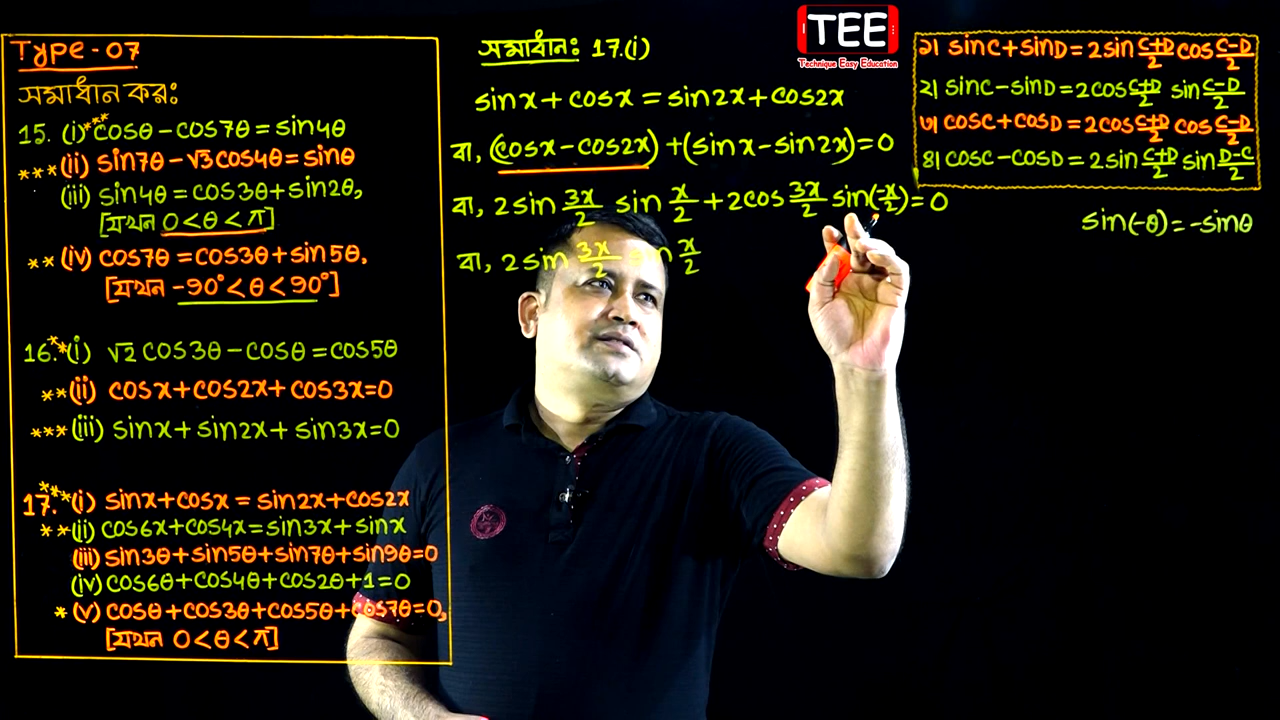 Type-07
সমাধান করঃ
15. (i)*** cosθ – cos7θ = sin4θ
*** (ii) sin7θ – √3cos4θ = sinθ
(iii) sin4θ = cos3θ + sin2θ,
[যখন 0 < θ < π]
** (iv) cos7θ = cos3θ + sin5θ,
[যখন -90° < θ < 90°]
16.** (i) √2 cos3θ – cosθ = cos5θ
** (ii) cosx + cos2x + cos3x = 0
*** (iii) sinx + sin2x + sin3x = 0
17.*** (i) sinx + cosx = sin2x + cos2x
** (ii) cos6x + cos4x = sin3x + sinx
(iii) sin3θ + sin5θ + sin7θ + sin9θ = 0
(iv) cos6θ + cos4θ + cos2θ + 1 = 0
* (v) cosθ + cos3θ + cos5θ + cos7θ = 0,
[যখন 0 < θ < π]
সমাধান: 17.(i)
sinx + cosx = sin2x + cos2x
বা, (cosx – cos2x) + (sinx – sin2x) = 0
বা, 2sin 3x/2 sin x/2 + 2cos 3x/2 sin(-x/2) = 0
বা, 2sin 3x/2 x/2
TEE
Technique Easy Education
১। sinC + sinD = 2sin C+D/2 cos C-D/2
২। sinC – sinD = 2cos C+D/2 sin C-D/2
৩। cosC + cosD = 2cos C+D/2 cos C-D/2
৪। cosC – cosD = 2sin C+D/2 sin D-C/2
sin(-θ) = -sinθ